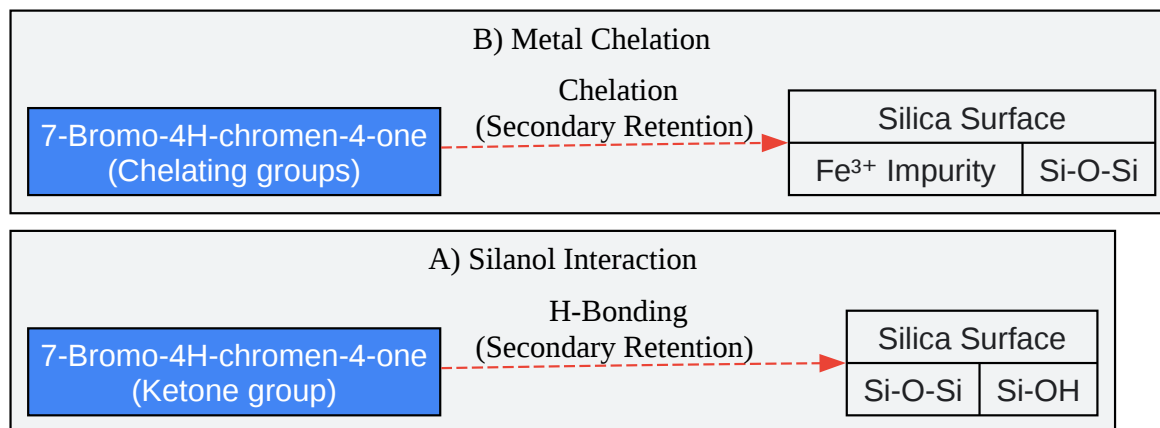 B) Metal Chelation
7-Bromo-4H-chromen-4-one
(Chelating groups)
Chelation
(Secondary Retention)
Silica Surface
Fe³⁺ Impurity
Si-O-Si
A) Silanol Interaction
7-Bromo-4H-chromen-4-one
(Ketone group)
H-Bonding
(Secondary Retention)
Silica Surface
Si-O-Si
Si-OH